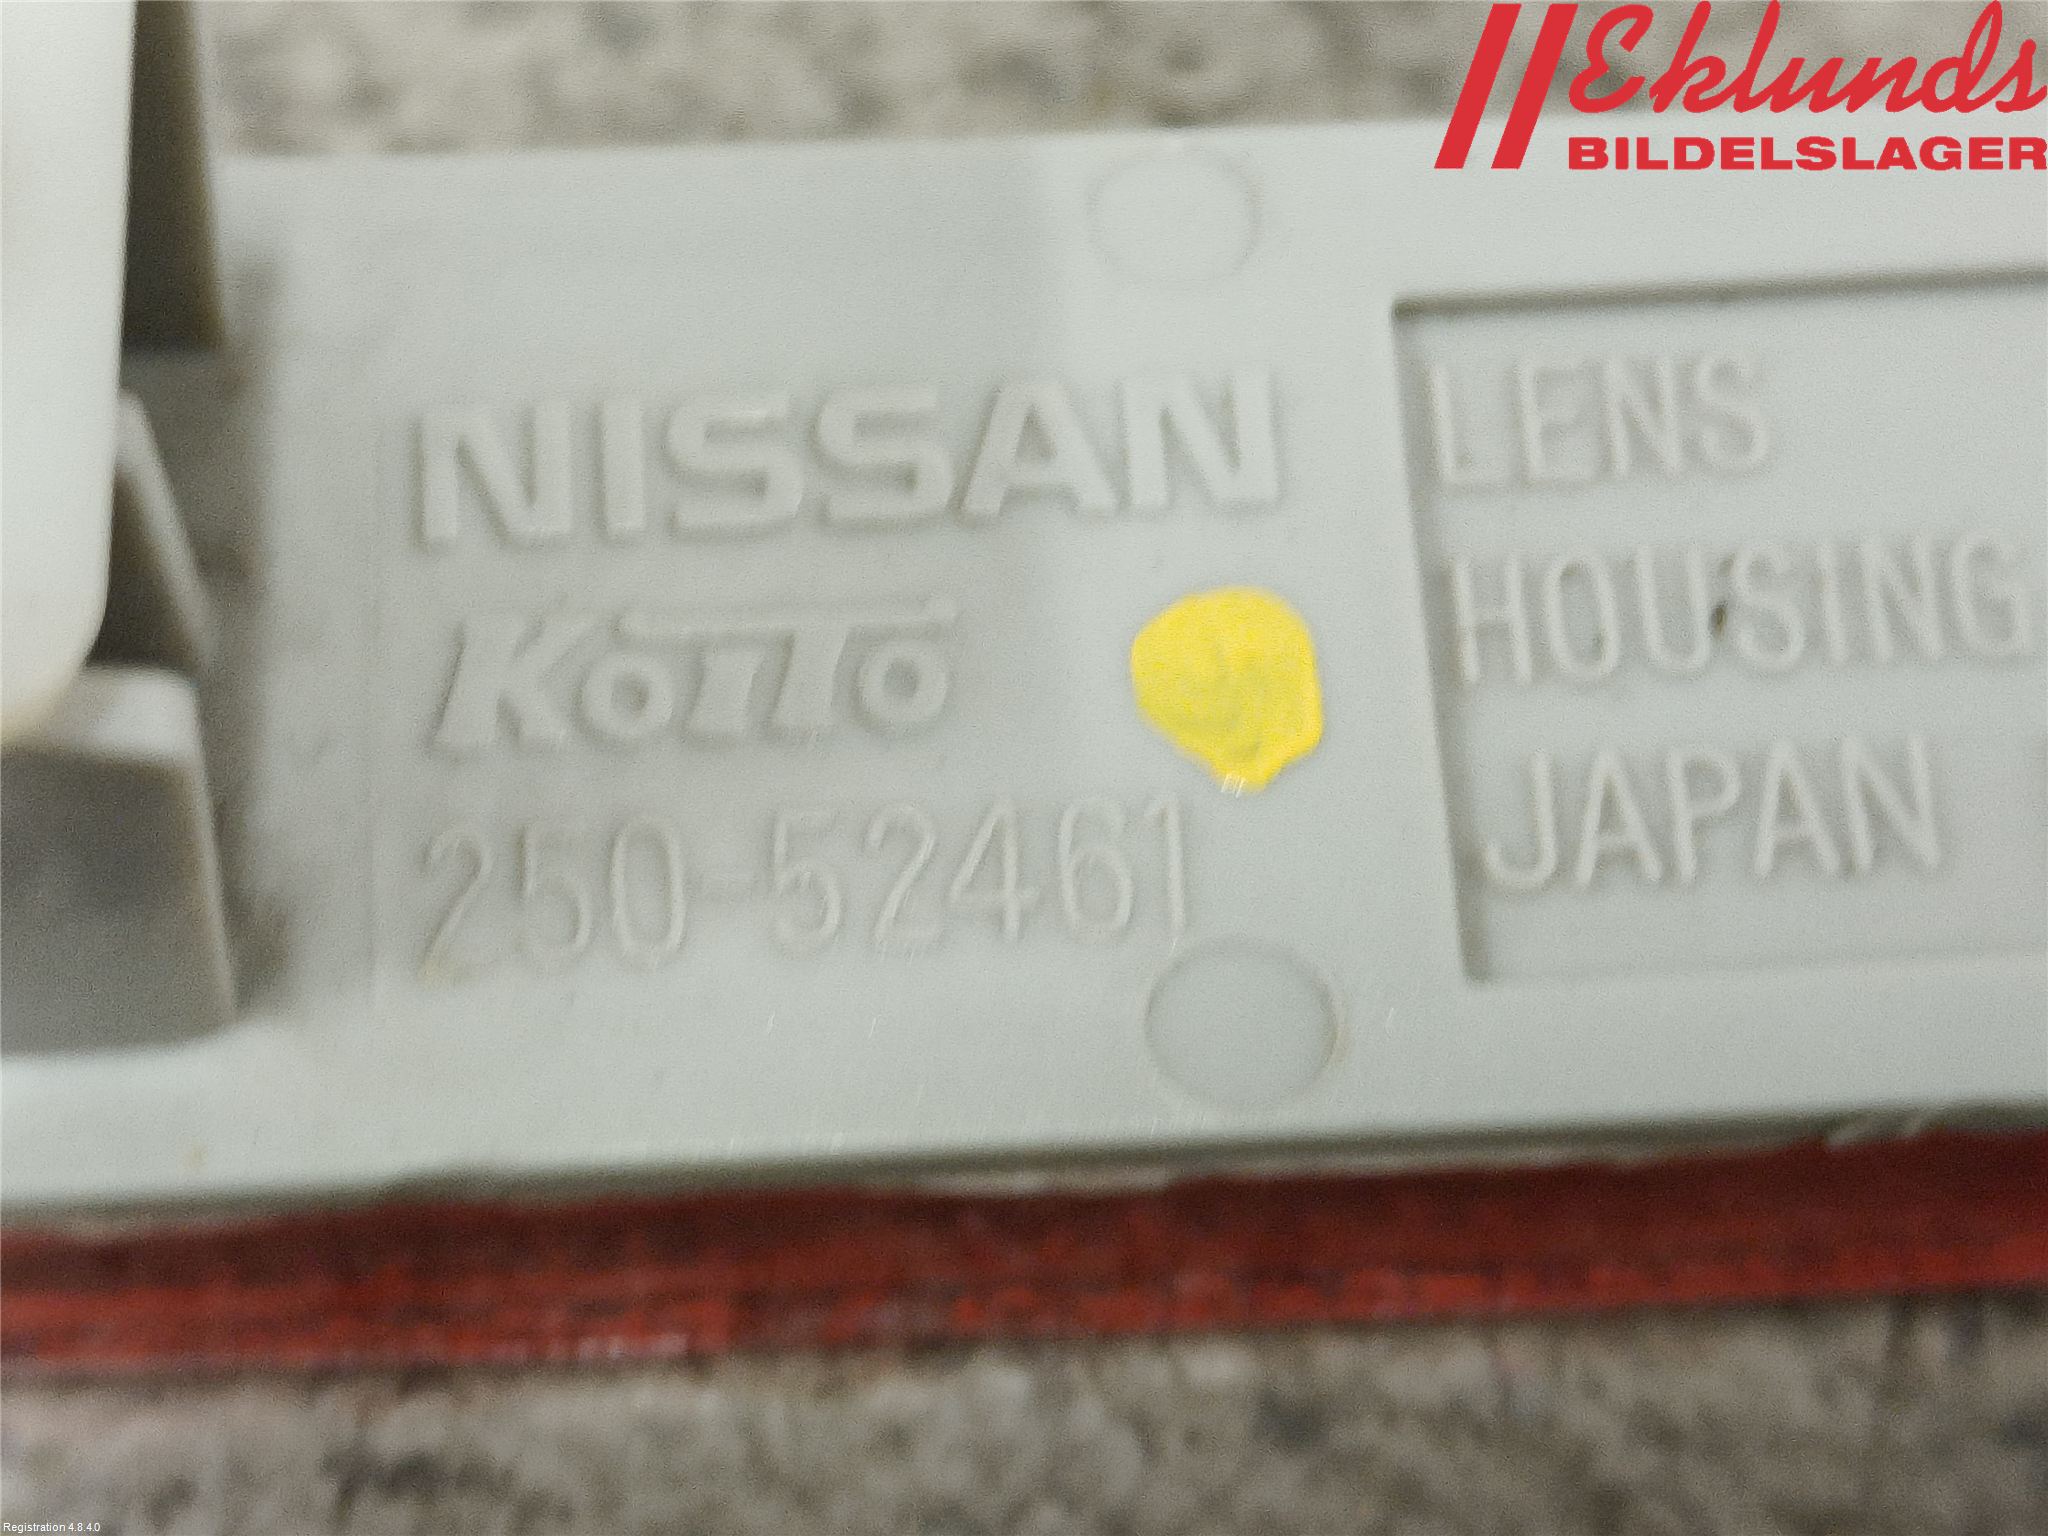 Eklunds
BILDELSLAGER
NISSAN
KOITO
250-52461
LENS
HOUSING
JAPAN
Registration 4.8.4.0